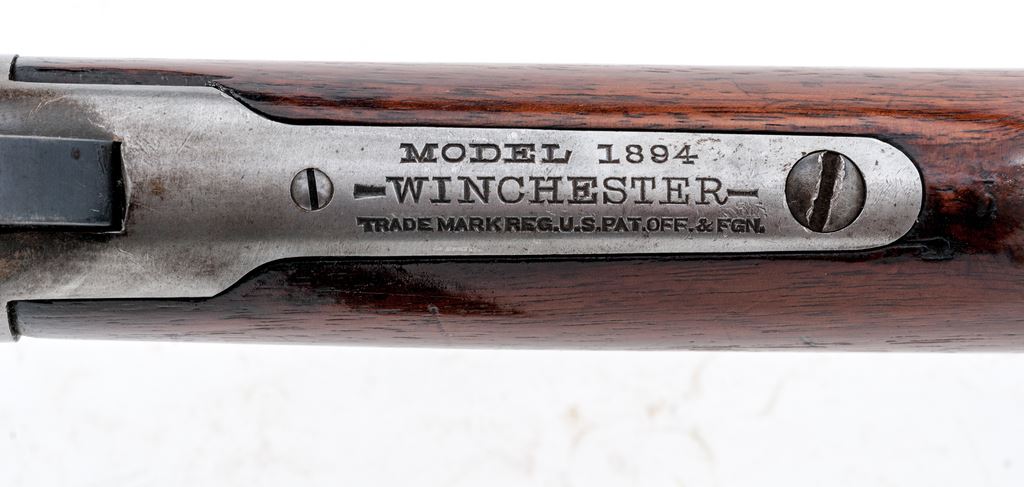 MODEL 1894
-WINCHESTER-
TRADE MARK REG. U.S. PAT. OFF. & FGN.